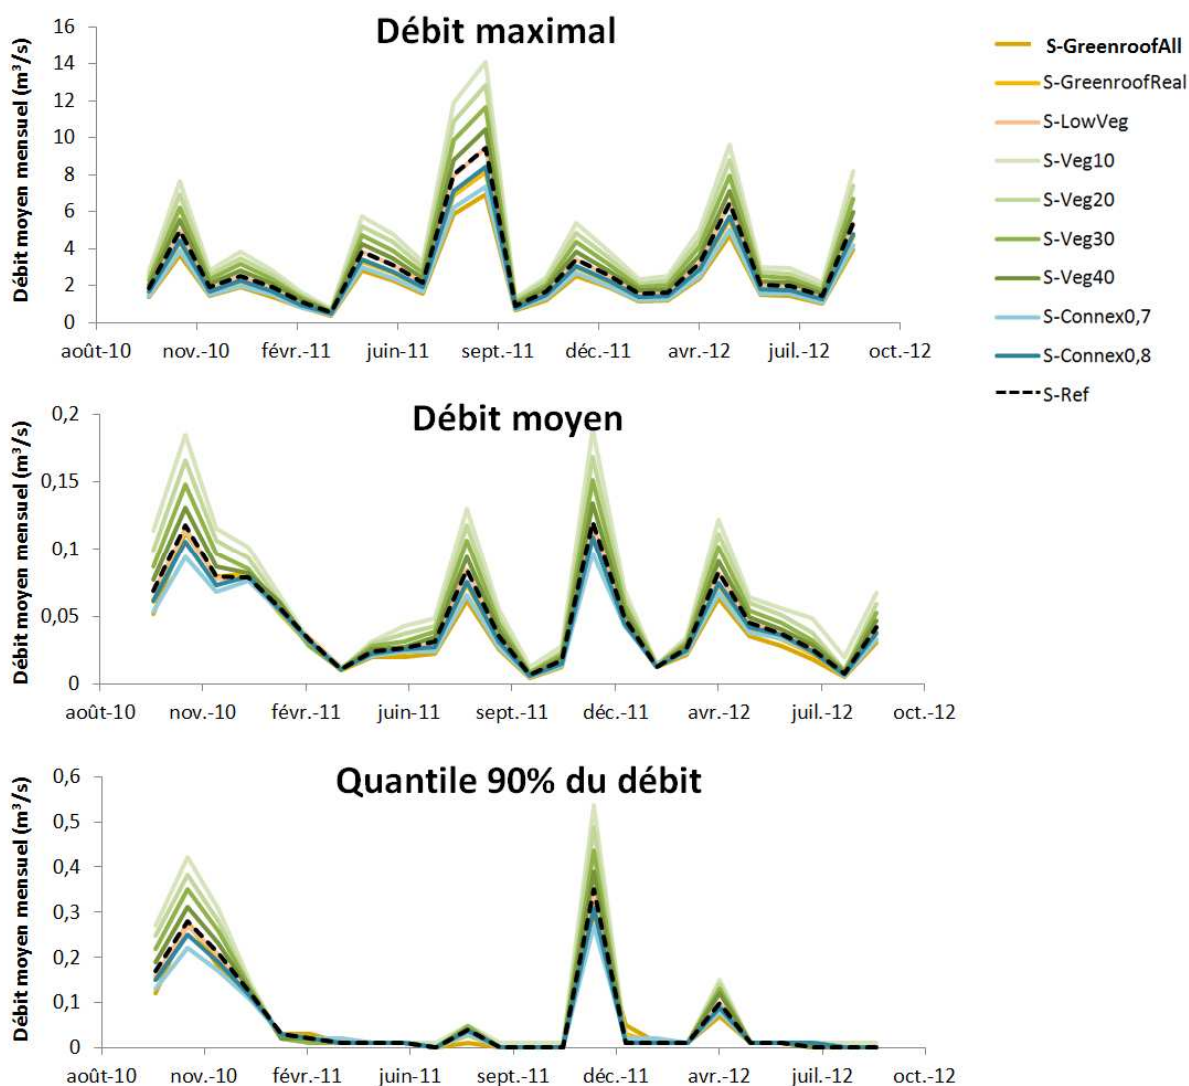 Débit maximal
Débit moyen mensuel (m³/s)
16
14
12
10
8
6
4
2
0
août-10 nov.-10 févr.-11 juin-11 sept.-11 déc.-11 avr.-12 juil.-12 oct.-12
S-GreenroofAll
S-GreenroofReal
S-LowVeg
S-Veg10
S-Veg20
S-Veg30
S-Veg40
S-Connex0,7
S-Connex0,8
S-Ref
Débit moyen
Débit moyen mensuel (m³/s)
0,2
0,15
0,1
0,05
0
août-10 nov.-10 févr.-11 juin-11 sept.-11 déc.-11 avr.-12 juil.-12 oct.-12
Quantile 90% du débit
Débit moyen mensuel (m³/s)
0,6
0,5
0,4
0,3
0,2
0,1
0
août-10 nov.-10 févr.-11 juin-11 sept.-11 déc.-11 avr.-12 juil.-12 oct.-12